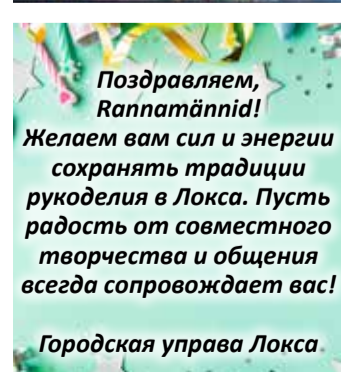 Поздравляем,
Rannamännid!
Желаем вам сил и энергии
сохранять традиции
рукоделия в Локса. Пусть
радость от совместного
творчества и общения
всегда сопровождает вас!
Городская управа Локса